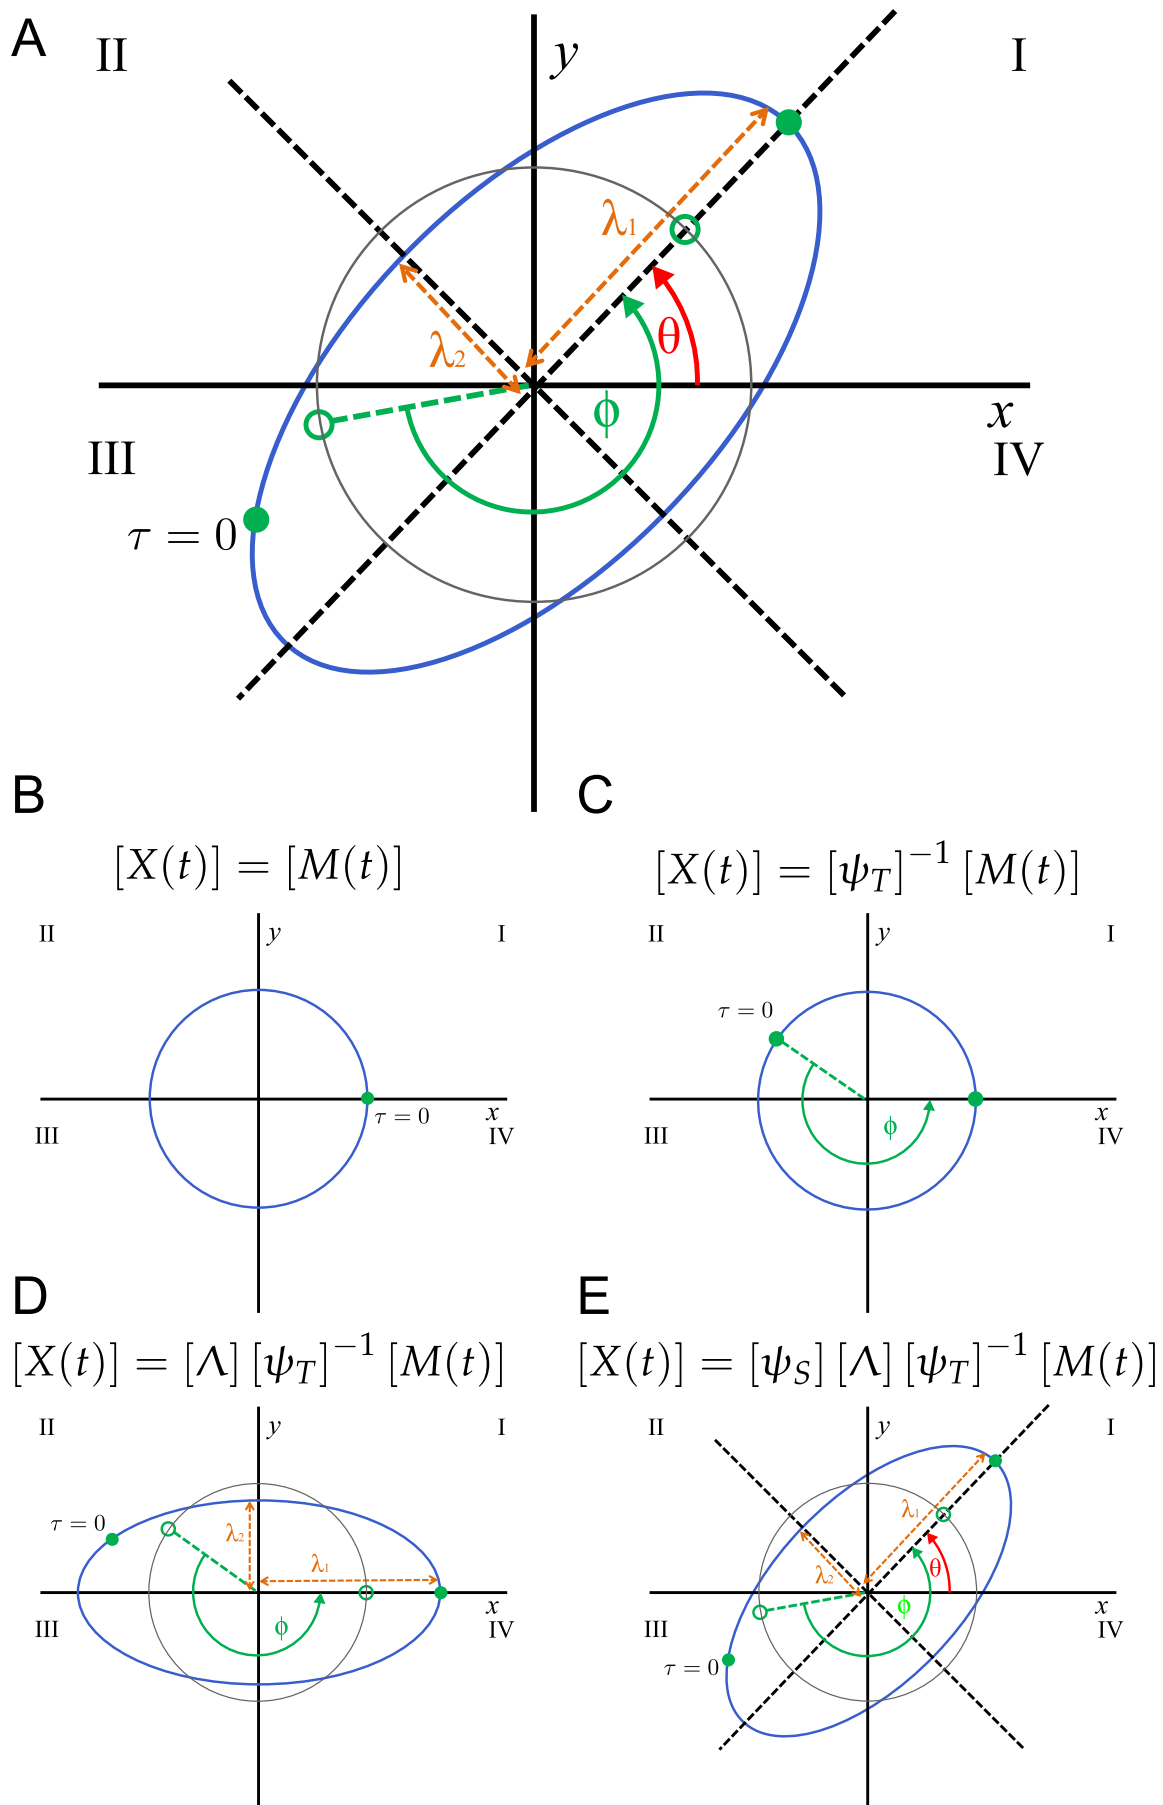 A
II
y
I
λ1
θ
λ2
ϕ
x
III
IV
τ = 0
B
C
[X(t)] = [M(t)]
[X(t)] = [ψT]−1 [M(t)]
II
y
I
II
y
I
τ = 0
x
τ = 0
ϕ
x
III
IV
III
IV
D
E
[X(t)] = [Λ] [ψT]−1 [M(t)]
[X(t)] = [ψS] [Λ] [ψT]−1 [M(t)]
II
y
I
II
y
I
τ = 0
λ2
λ1
ϕ
x
III
IV
λ1
θ
λ2
ϕ
x
III
IV
τ = 0